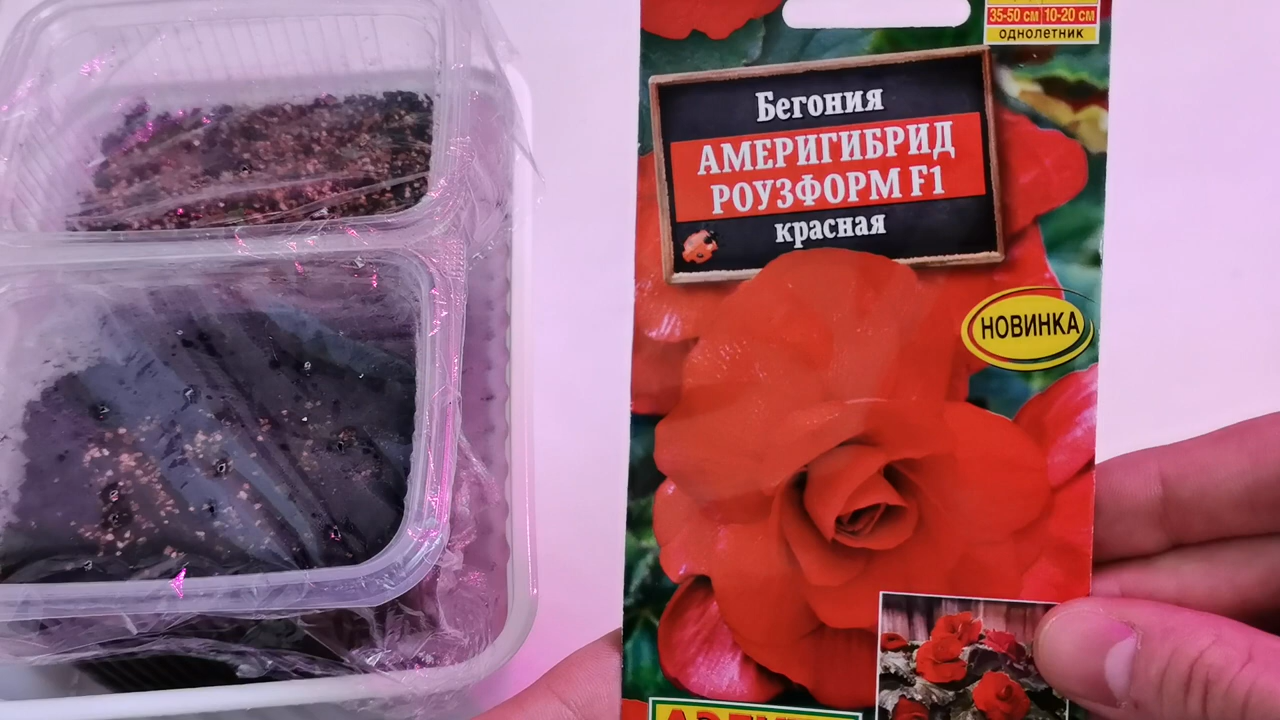 35-50 см 10-20 см
однолетник
Бегония
АМЕРИГИБРИД
РОУЗФОРМ F1
красная
НОВИНКА